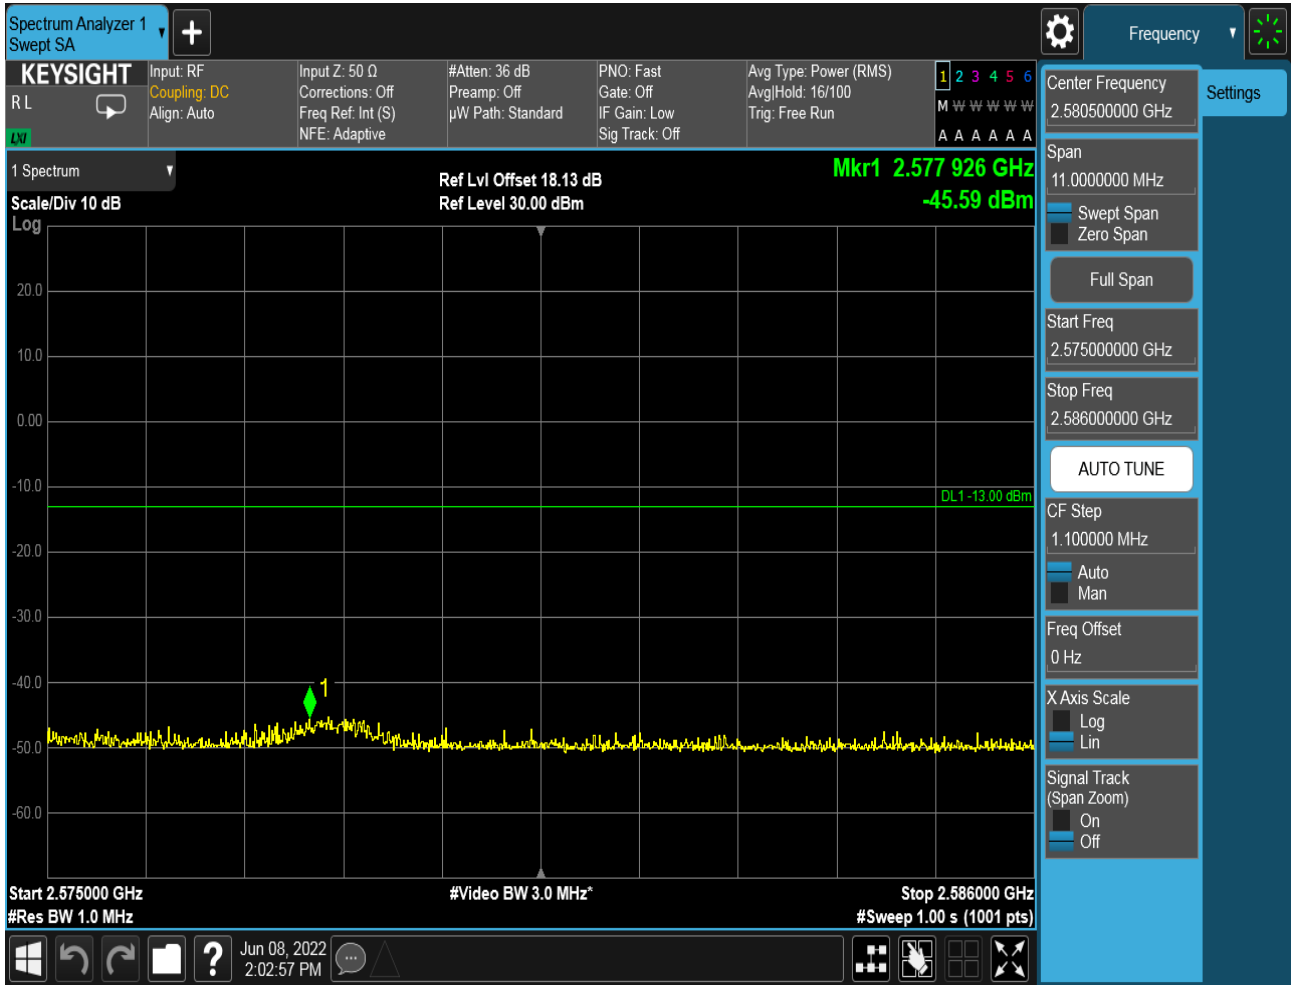 Spectrum Analyzer 1
Swept SA
Frequency
KEYSIGHT
R L
LXI
Input: RF
Coupling: DC
Align: Auto
Input Z: 50 Ω
Corrections: Off
Freq Ref: Int (S)
NFE: Adaptive
#Atten: 36 dB
Preamp: Off
µW Path: Standard
PNO: Fast
Gate: Off
IF Gain: Low
Sig Track: Off
Avg Type: Power (RMS)
Avg|Hold: 16/100
Trig: Free Run
1 2 3 4 5 6
M W W W W W
A A A A A A
1 Spectrum
Scale/Div 10 dB
Log
Ref Lvl Offset 18.13 dB
Ref Level 30.00 dBm
Mkr1 2.577 926 GHz
-45.59 dBm
20.0
10.0
0.00
-10.0
DL1 -13.00 dBm
-20.0
-30.0
-40.0
1
-50.0
-60.0
Start 2.575000 GHz
#Res BW 1.0 MHz
#Video BW 3.0 MHz*
Stop 2.586000 GHz
#Sweep 1.00 s (1001 pts)
Jun 08, 2022
2:02:57 PM
Center Frequency
2.580500000 GHz
Settings
Span
11.0000000 MHz
Swept Span
Zero Span
Full Span
Start Freq
2.575000000 GHz
Stop Freq
2.586000000 GHz
AUTO TUNE
CF Step
1.100000 MHz
Auto
Man
Freq Offset
0 Hz
X Axis Scale
Log
Lin
Signal Track
(Span Zoom)
On
Off